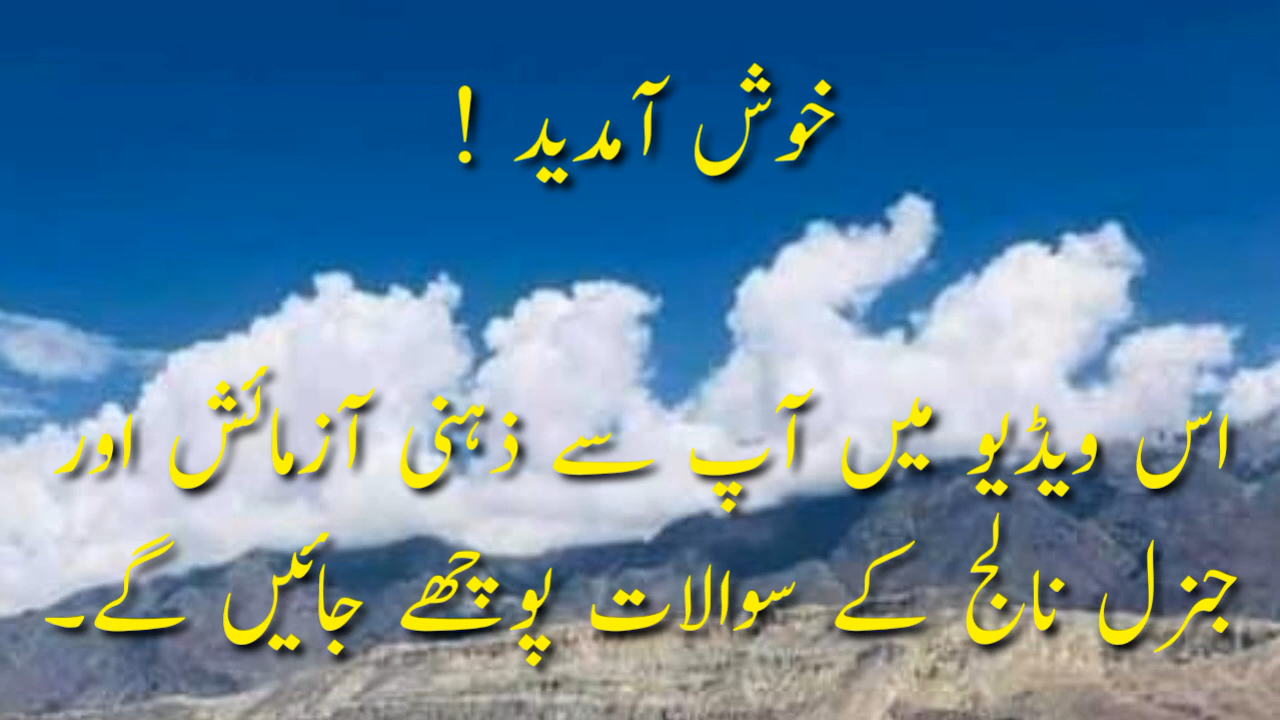 خوش آمدید !
اس ویڈیو میں آپ سے ذہنی آزمائش اور
جنرل نالج کے سوالات پوچھے جائیں گے۔